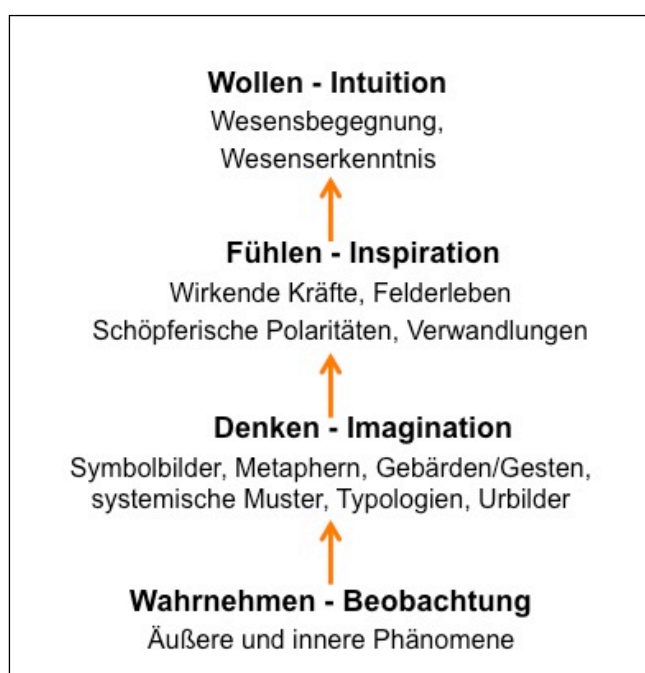 Wollen - Intuition
Wesensbegegnung,
Wesenserkenntnis
Fühlen - Inspiration
Wirkende Kräfte, Felderleben
Schöpferische Polaritäten, Verwandlungen
Denken - Imagination
Symbolbilder, Metaphern, Gebärden/Gesten,
systemische Muster, Typologien, Urbilder
Wahrnehmen - Beobachtung
Äußere und innere Phänomene